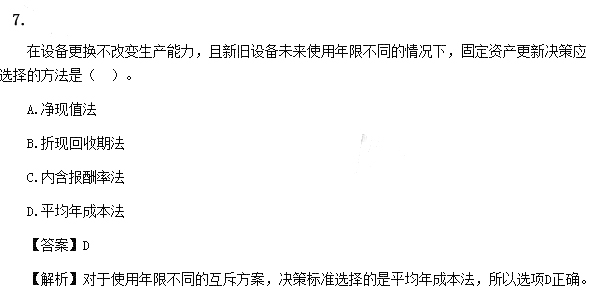 7.
在设备更换不改变生产能力，且新旧设备未来使用年限不同的情况下，固定资产更新决策应
选择的方法是（ ）。
A.净现值法
B.折现回收期法
C.内含报酬率法
D.平均年成本法
【答案】D
【解析】对于使用年限不同的互斥方案，决策标准选择的是平均年成本法，所以选项D正确。